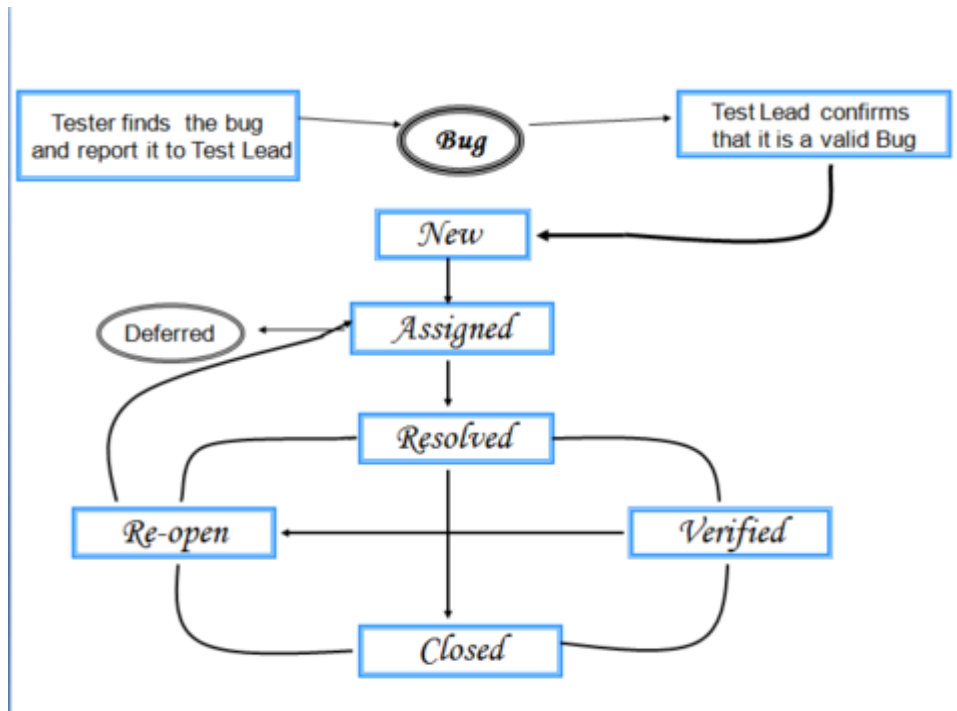 Tester finds the bug
and report it to Test Lead
Bug
Test Lead confirms
that it is a valid Bug
New
Deferred
Assigned
Resolved
Re-open
Verified
Closed